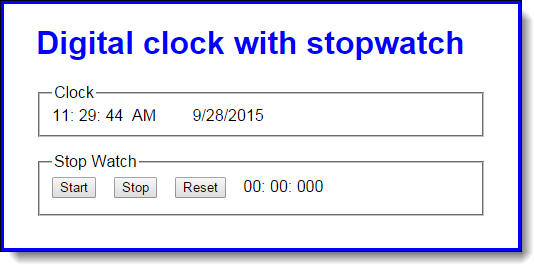 Digital clock with stopwatch
Clock
11: 29: 44 AM 9/28/2015
Stop Watch
Start Stop Reset 00: 00: 000